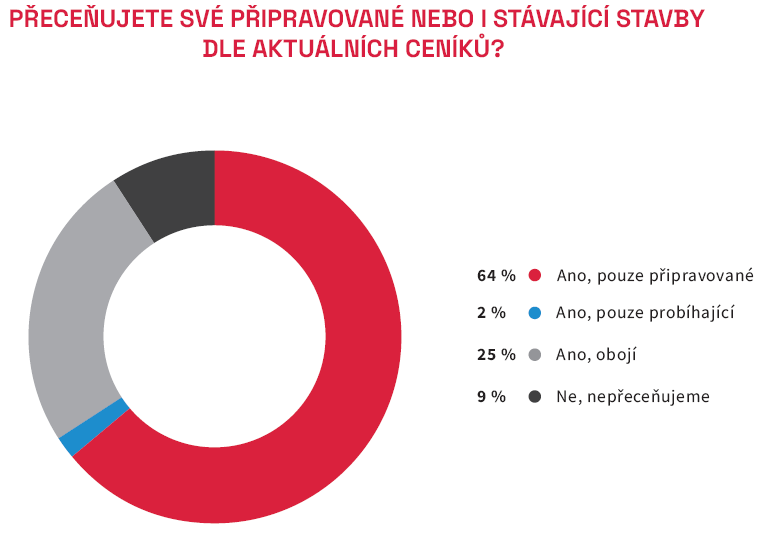 PŘECEŇUJETE SVÉ PŘIPRAVOVANÉ NEBO I STÁVAJÍCÍ STAVBY
DLE AKTUÁLNÍCH CENÍKŮ?
64 % Ano, pouze připravované
2 % Ano, pouze probíhající
25 % Ano, obojí
9 % Ne, nepřeceňujeme